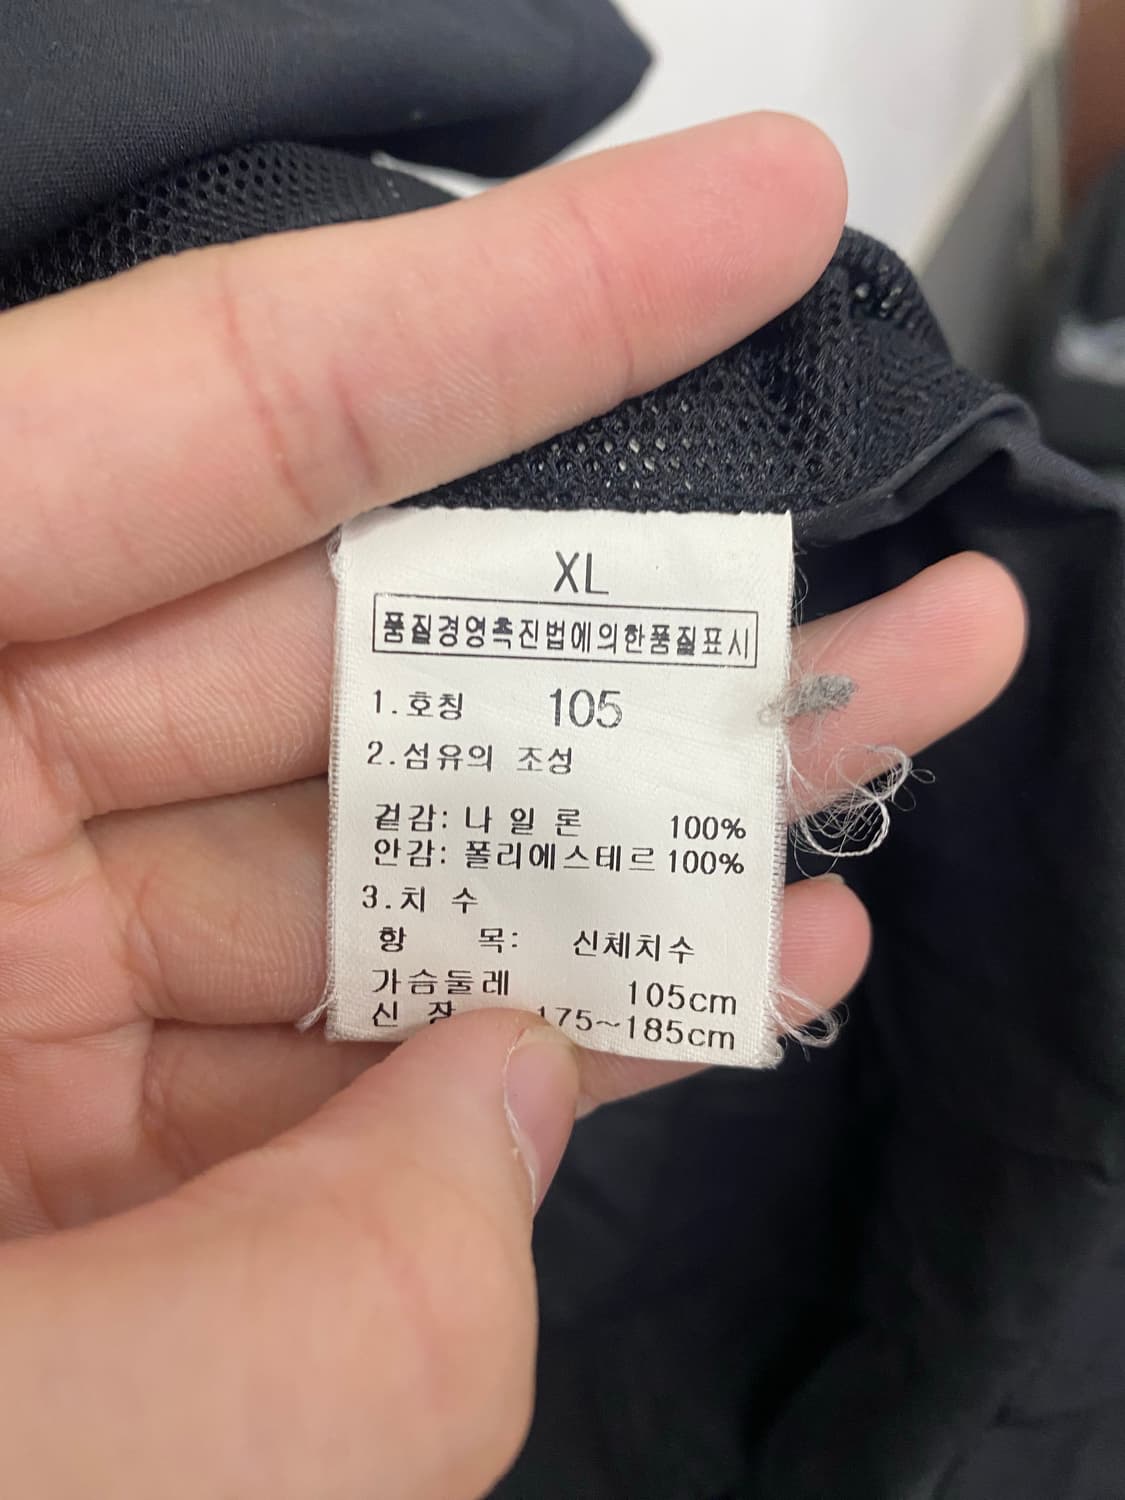 XL
품질경영촉진법에의한품질표시
1.호칭 105
2.섬유의 조성
겉감: 나 일 론 100%
안감: 폴리에스테르 100%
3.치 수
항 목: 신체치수
가슴둘레 105cm
신 장 175~185cm